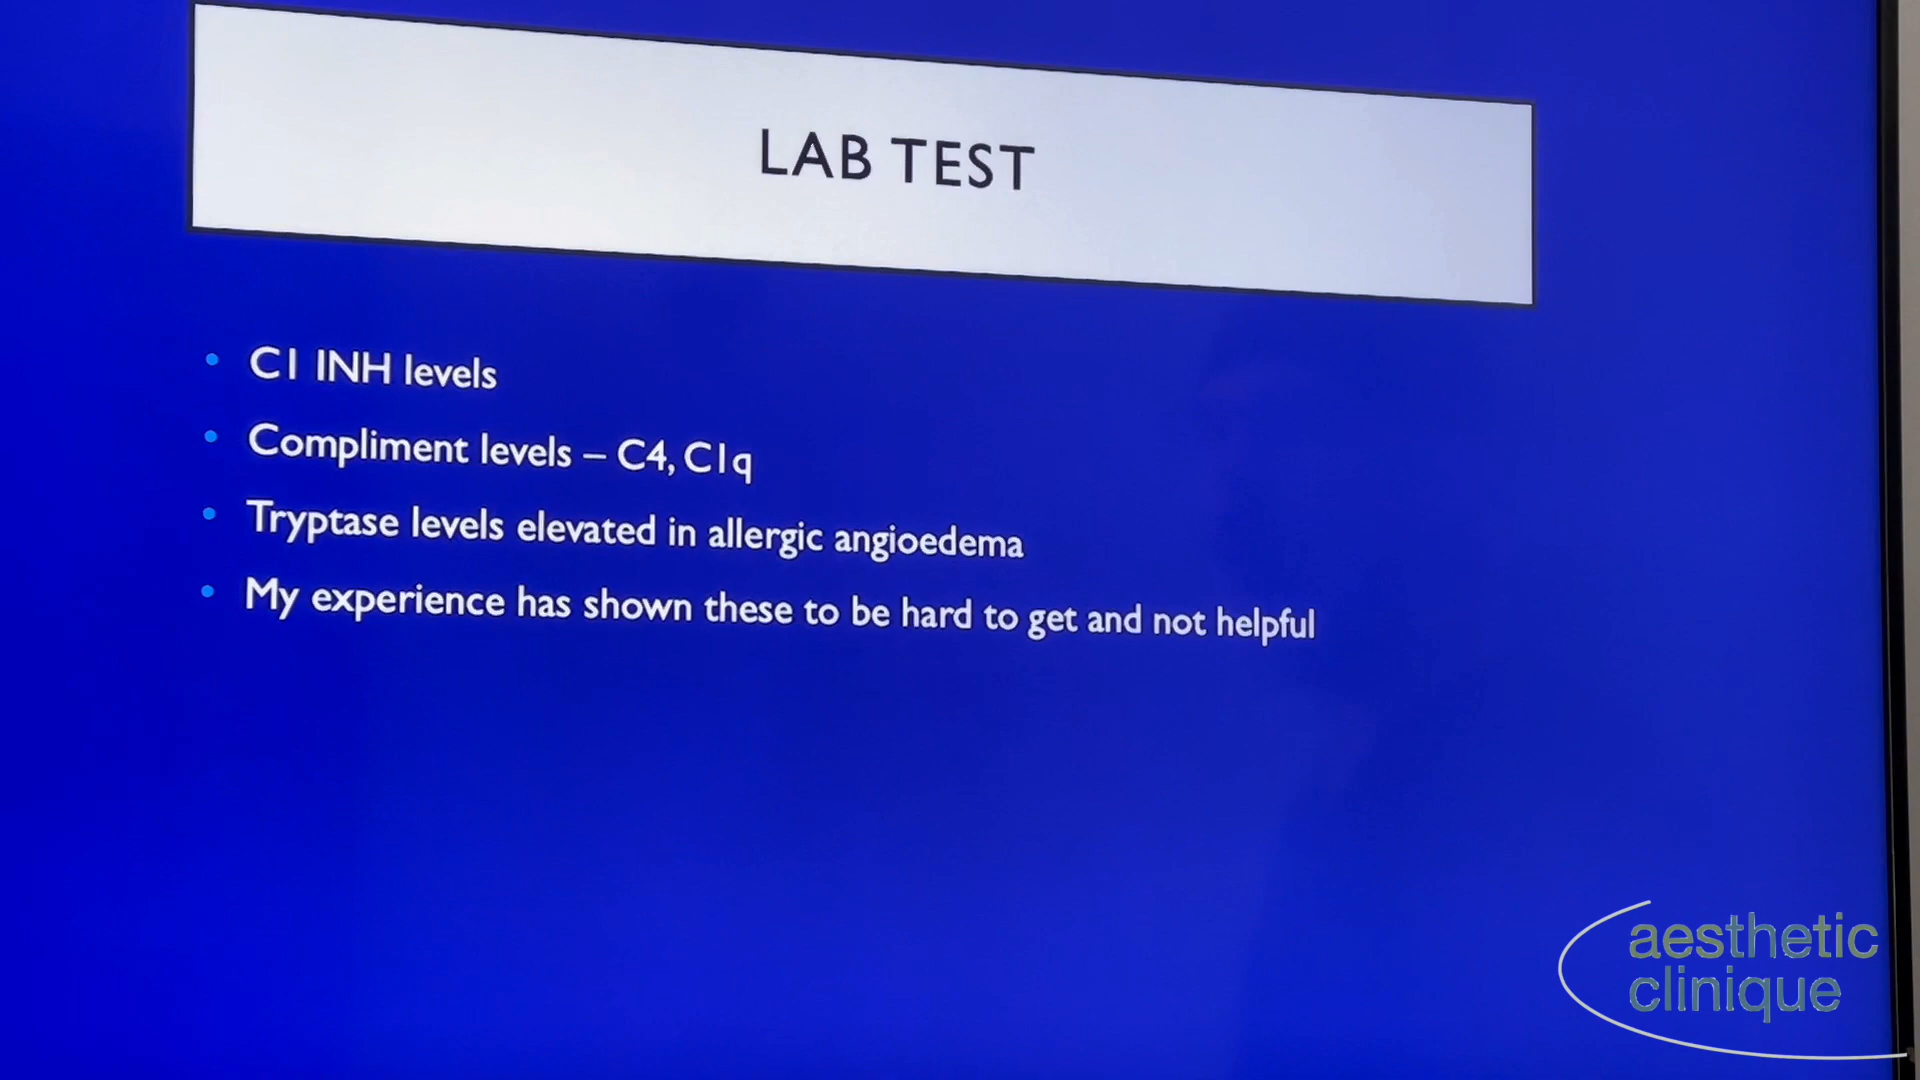 LAB TEST
C1 INH levels
Compliment levels – C4, C1q
Tryptase levels elevated in allergic angioedema
My experience has shown these to be hard to get and not helpful
aesthetic
clinique